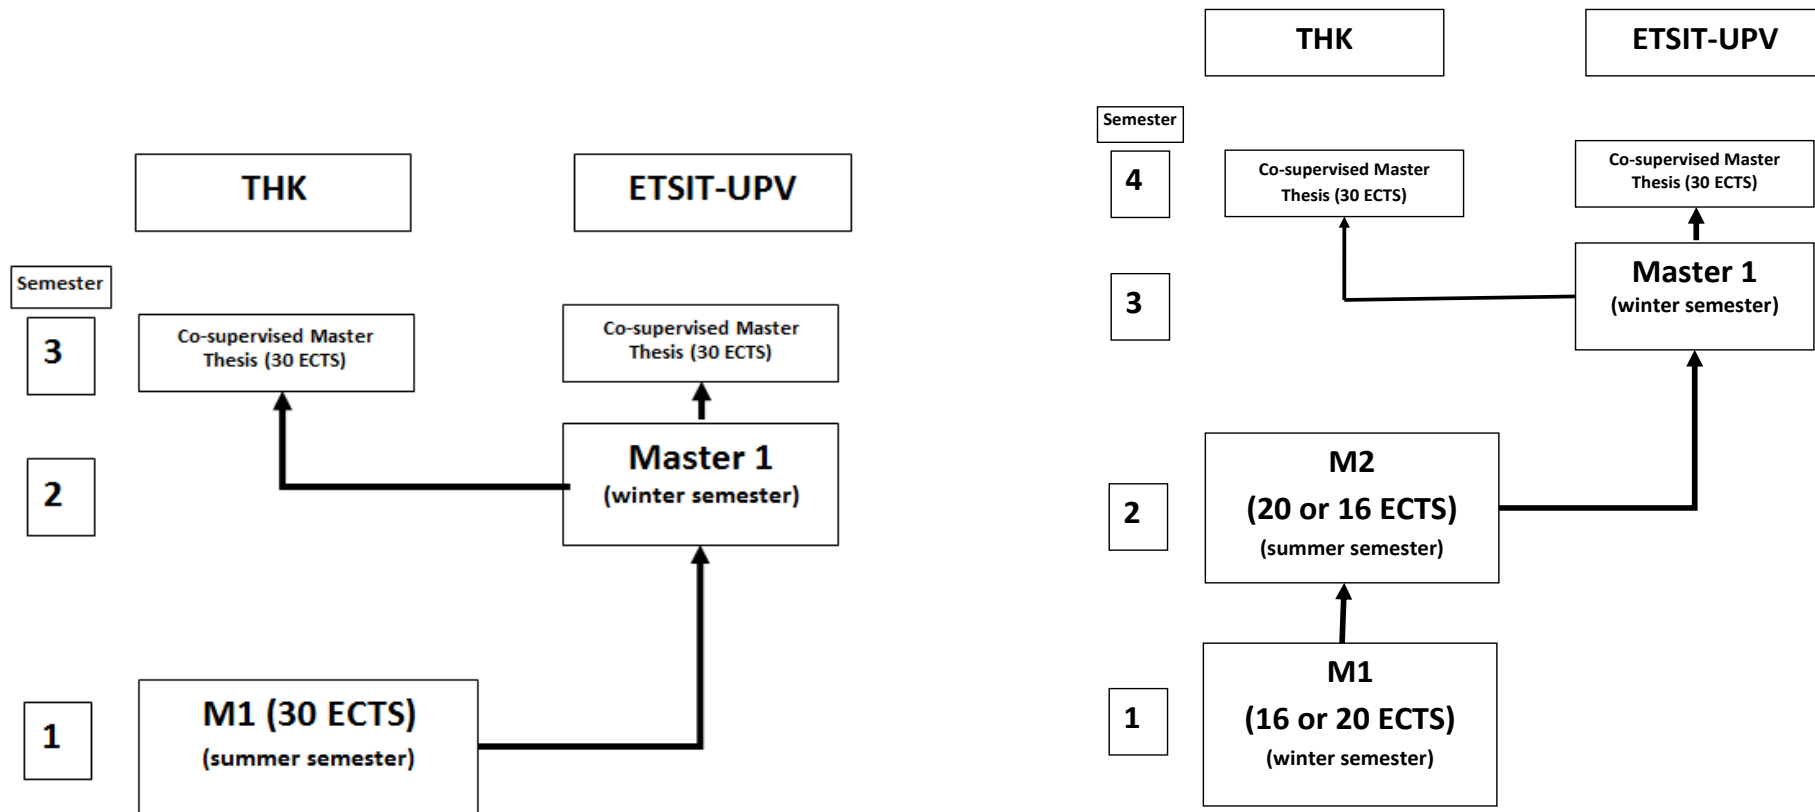 THK
ETSIT-UPV
Semester
3
Co-supervised Master
Thesis (30 ECTS)
Co-supervised Master
Thesis (30 ECTS)
2
Master 1
(winter semester)
1
M1 (30 ECTS)
(summer semester)
THK
ETSIT-UPV
Semester
4
Co-supervised Master
Thesis (30 ECTS)
Co-supervised Master
Thesis (30 ECTS)
3
Master 1
(winter semester)
2
M2
(20 or 16 ECTS)
(summer semester)
1
M1
(16 or 20 ECTS)
(winter semester)